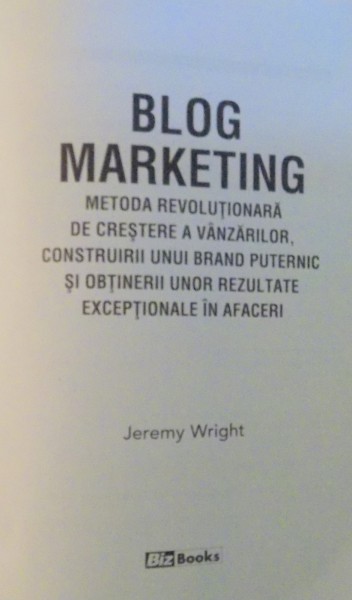 BLOG
MARKETING
METODA REVOLUȚIONARĂ
DE CREȘTERE A VÂNZĂRILOR,
CONSTRUIRII UNUI BRAND PUTERNIC
ȘI OBȚINERII UNOR REZULTATE
EXCEPȚIONALE ÎN AFACERI
Jeremy Wright
BizBooks